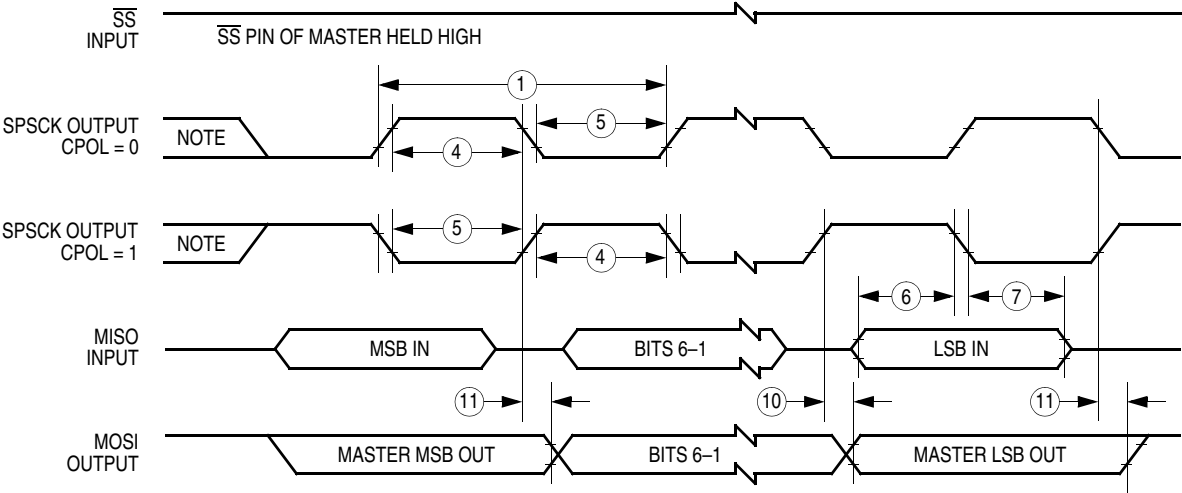 SS
INPUT
SS PIN OF MASTER HELD HIGH
1
SPSCK OUTPUT
CPOL = 0
NOTE
5
4
SPSCK OUTPUT
CPOL = 1
NOTE
5
4
6
7
MISO
INPUT
MSB IN
BITS 6–1
LSB IN
11
10
11
MOSI
OUTPUT
MASTER MSB OUT
BITS 6–1
MASTER LSB OUT